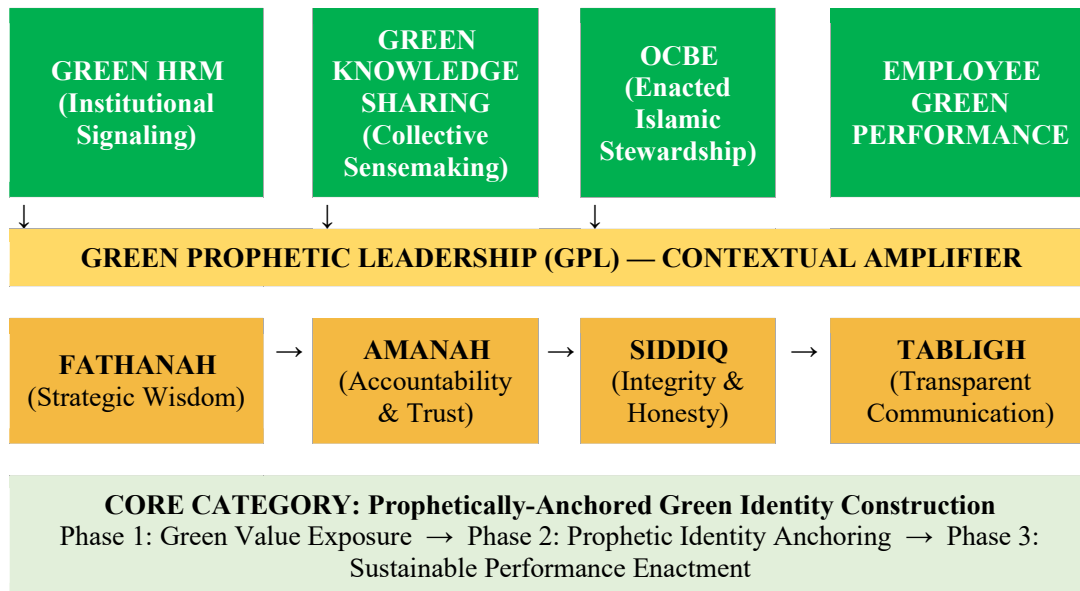 GREEN HRM
(Institutional
Signaling)
GREEN
KNOWLEDGE
SHARING
(Collective
Sensemaking)
OCBE
(Enacted
Islamic
Stewardship)
EMPLOYEE
GREEN
PERFORMANCE
↓ ↓ ↓
GREEN PROPHETIC LEADERSHIP (GPL) — CONTEXTUAL AMPLIFIER
FATHANAH
(Strategic Wisdom)
→
AMANAH
(Accountability
& Trust)
→
SIDDIQ
(Integrity &
Honesty)
→
TABLIGH
(Transparent
Communication)
CORE CATEGORY: Prophetically-Anchored Green Identity Construction
Phase 1: Green Value Exposure → Phase 2: Prophetic Identity Anchoring → Phase 3:
Sustainable Performance Enactment